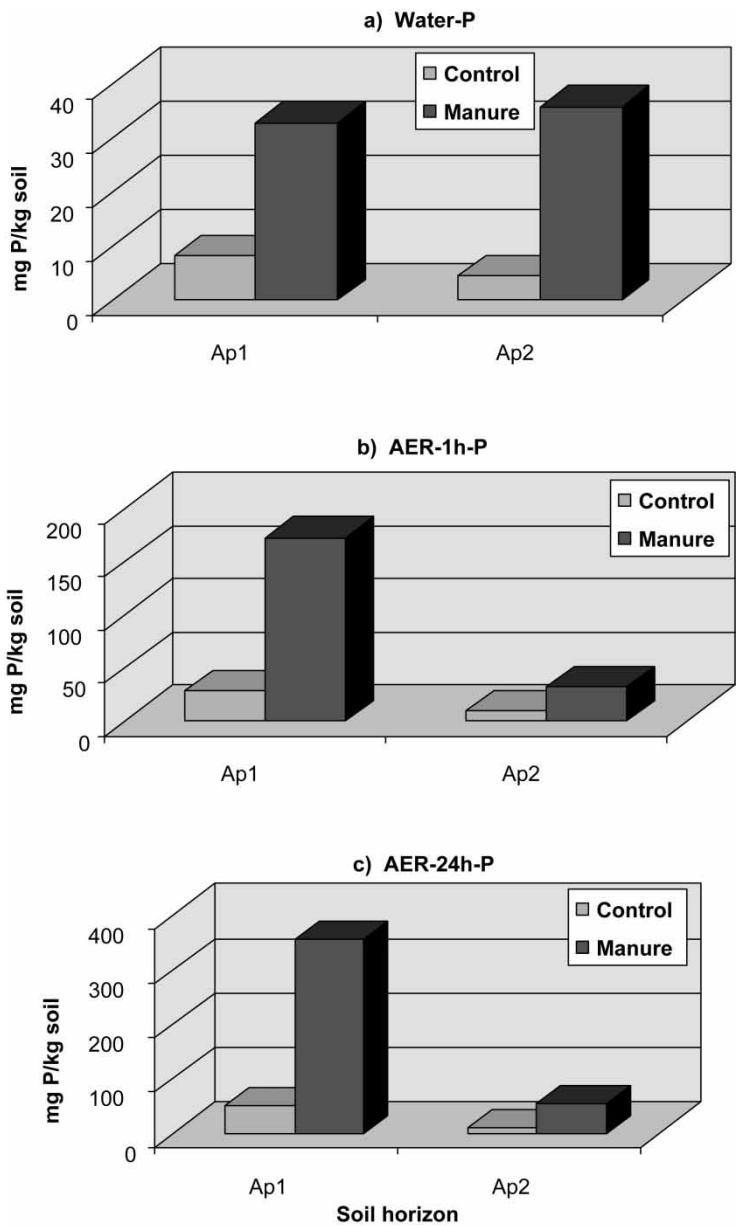 a) Water-P
Control
Manure
mg P/kg soil
40
30
20
10
0
Ap1 Ap2
b) AER-1h-P
Control
Manure
mg P/kg soil
200
150
100
50
0
Ap1 Ap2
c) AER-24h-P
Control
Manure
mg P/kg soil
400
300
200
100
0
Ap1 Ap2
Soil horizon